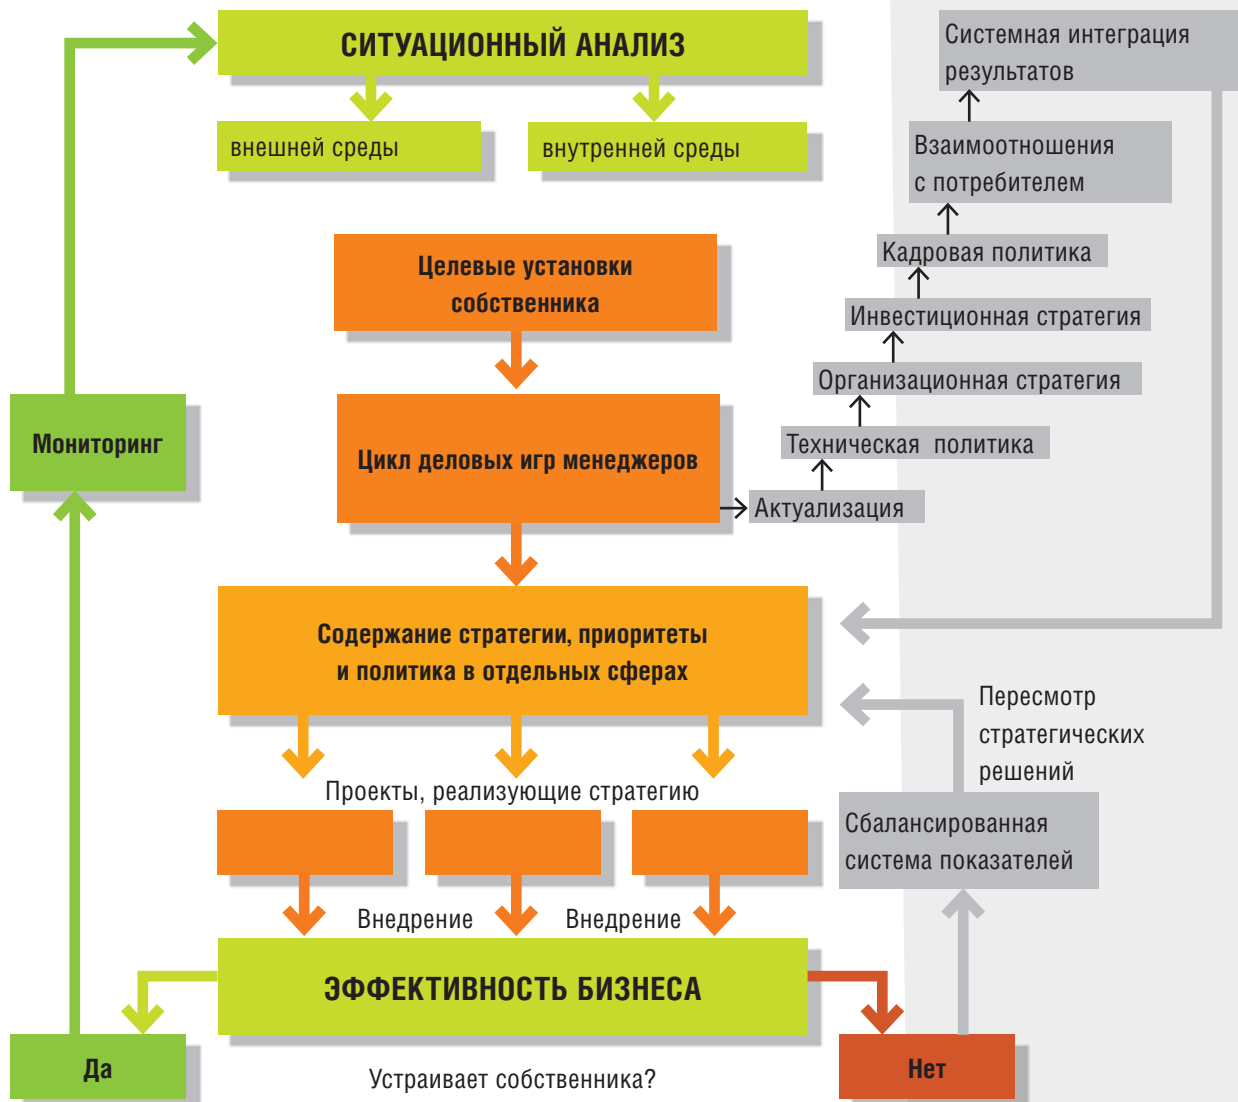 СИТУАЦИОННЫЙ АНАЛИЗ
внешней среды
внутренней среды
Системная интеграция
результатов
Взаимоотношения
с потребителем
Кадровая политика
Инвестиционная стратегия
Организационная стратегия
Техническая политика
Актуализация
Целевые установки
собственника
Мониторинг
Цикл деловых игр менеджеров
Содержание стратегии, приоритеты
и политика в отдельных сферах
Пересмотр
стратегических
решений
Проекты, реализующие стратегию
Сбалансированная
система показателей
Внедрение
Внедрение
ЭФФЕКТИВНОСТЬ БИЗНЕСА
Да
Устраивает собственника?
Нет